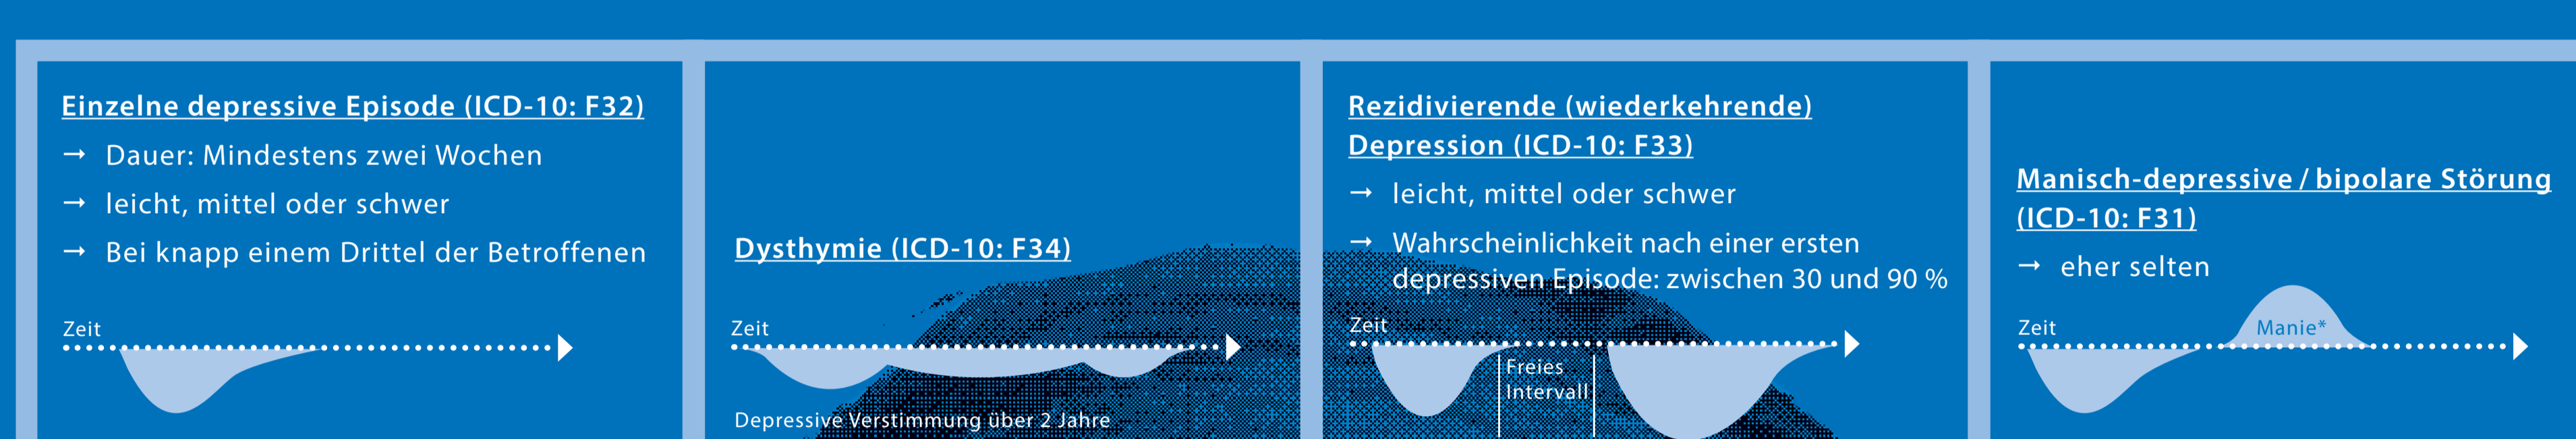 Einzelne depressive Episode (ICD-10: F32)
→ Dauer: Mindestens zwei Wochen
→ leicht, mittel oder schwer
→ Bei knapp einem Drittel der Betroffenen
Zeit
Dysthymie (ICD-10: F34)
Zeit
Depressive Verstimmung über 2 Jahre
Rezidivierende (wiederkehrende)
Depression (ICD-10: F33)
→ leicht, mittel oder schwer
→ Wahrscheinlichkeit nach einer ersten
depressiven Episode: zwischen 30 und 90 %
Zeit
Freies
Intervall
Manisch-depressive / bipolare Störung
(ICD-10: F31)
→ eher selten
Zeit
Manie*